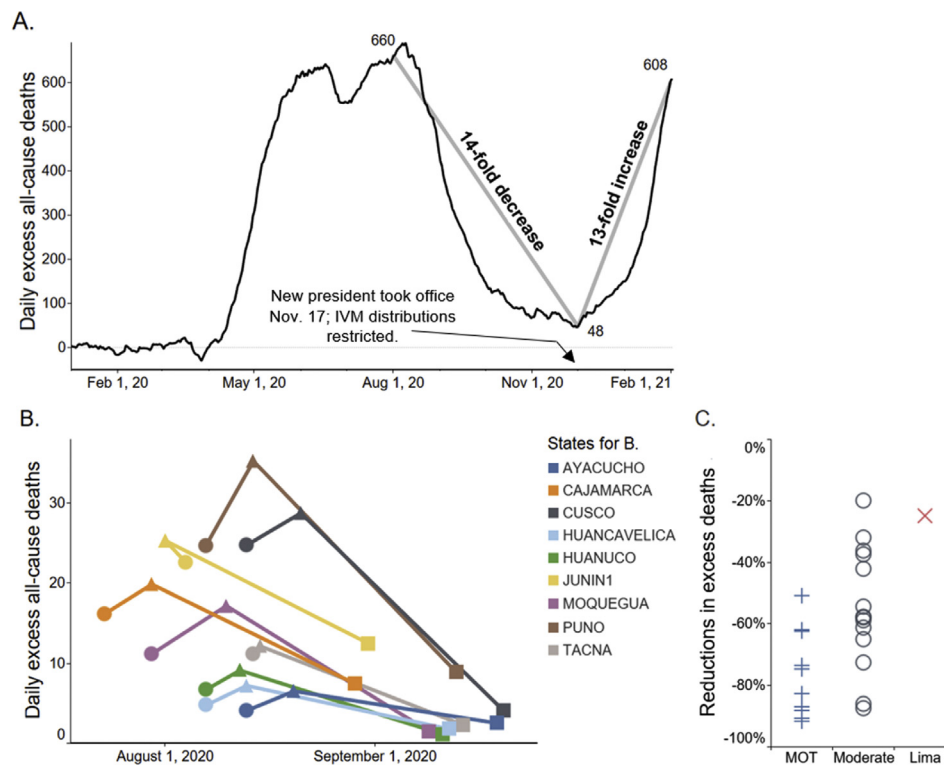 A.
Daily excess all-cause deaths
600
500
400
300
200
100
0
660
608
14-fold decrease
13-fold increase
New president took office
Nov. 17; IVM distributions
restricted.
48
Feb 1, 20
May 1, 20
Aug 1, 20
Nov 1, 20
Feb 1, 21
B.
Daily excess all-cause deaths
30
20
10
0
August 1, 2020
September 1, 2020
States for B.
AYACUCHO
CAJAMARCA
CUSCO
HUANCAVELICA
HUANUCO
JUNIN1
MOQUEGUA
PUNO
TACNA
C.
Reductions in excess deaths
0%
-20%
-40%
-60%
-80%
-100%
MOT
Moderate
Lima